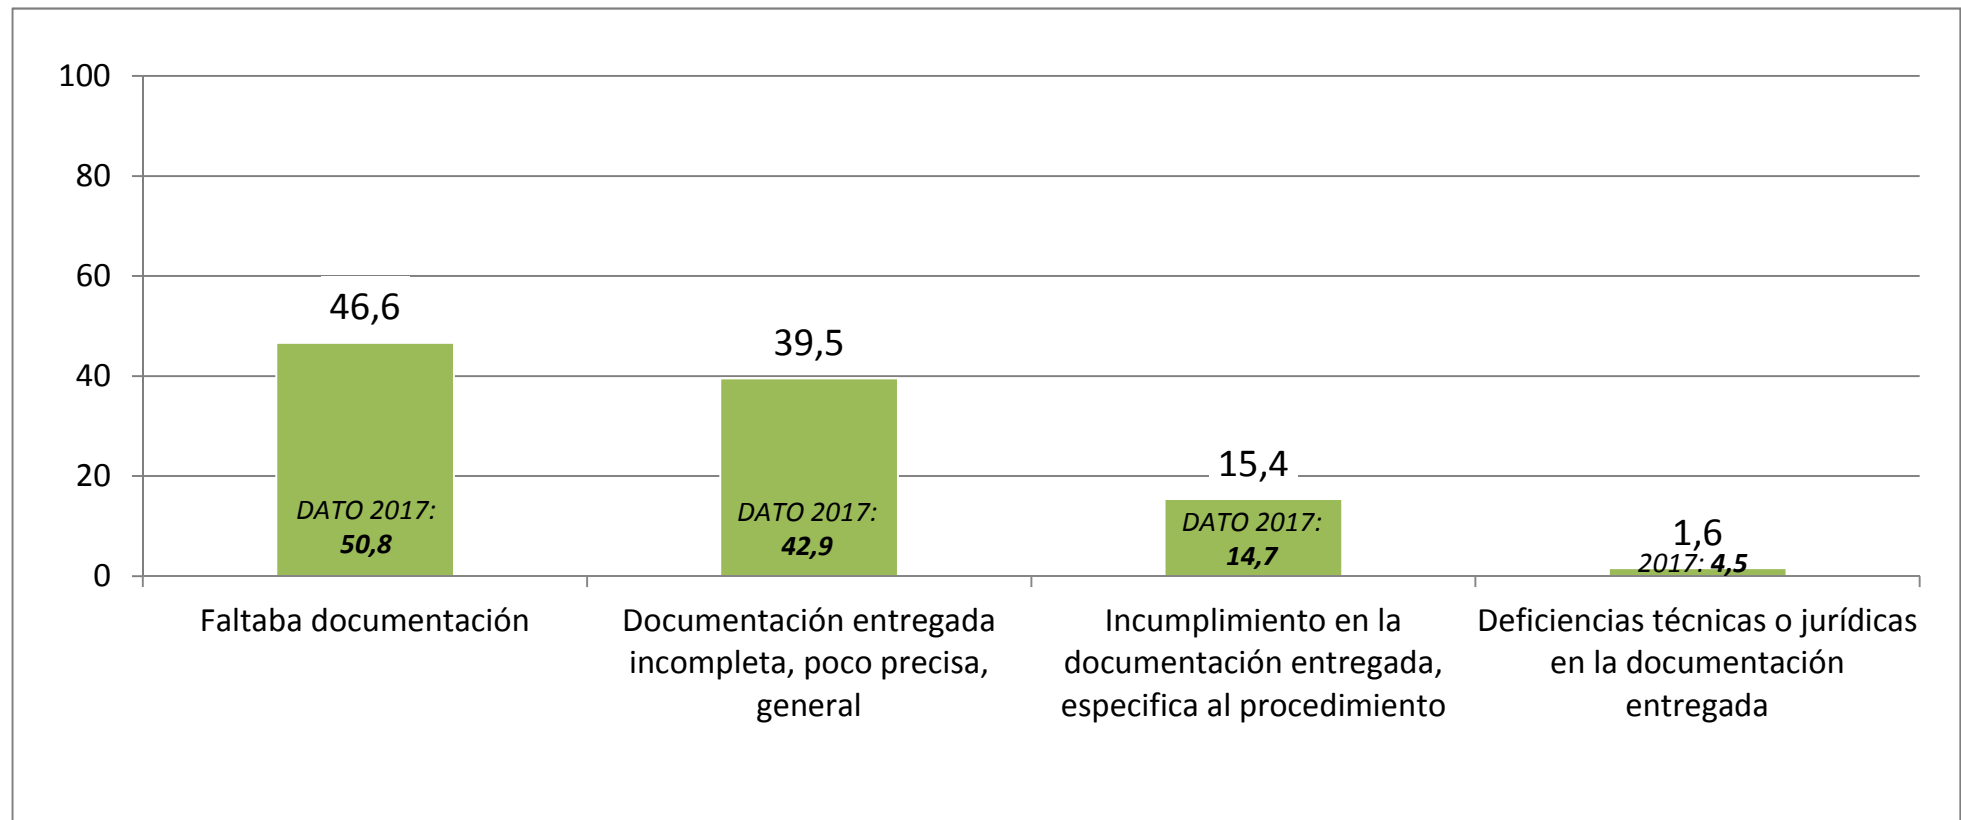 100
80
60
40
20
0
46,6
39,5
15,4
1,6
DATO 2017:
50,8
DATO 2017:
42,9
DATO 2017:
14,7
2017: 4,5
Faltaba documentación
Documentación entregada
incompleta, poco precisa,
general
Incumplimiento en la
documentación entregada,
especifica al procedimiento
Deficiencias técnicas o jurídicas
en la documentación
entregada